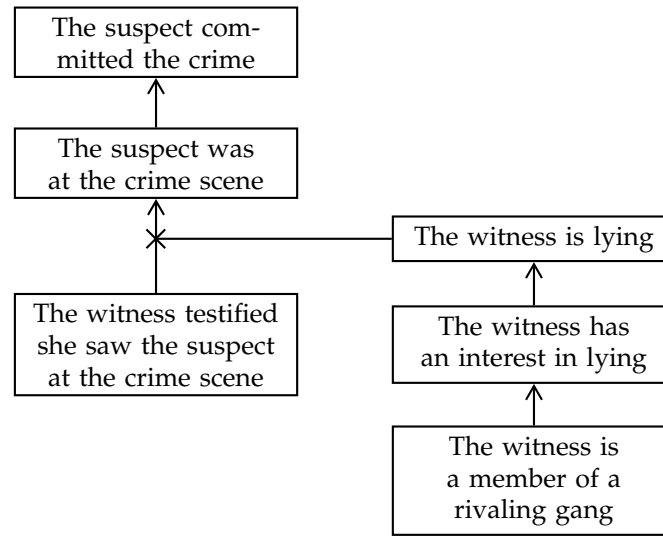 The suspect com-
mitted the crime
The suspect was
at the crime scene
The witness is lying
The witness testified
she saw the suspect
at the crime scene
The witness has
an interest in lying
The witness is
a member of a
rivaling gang